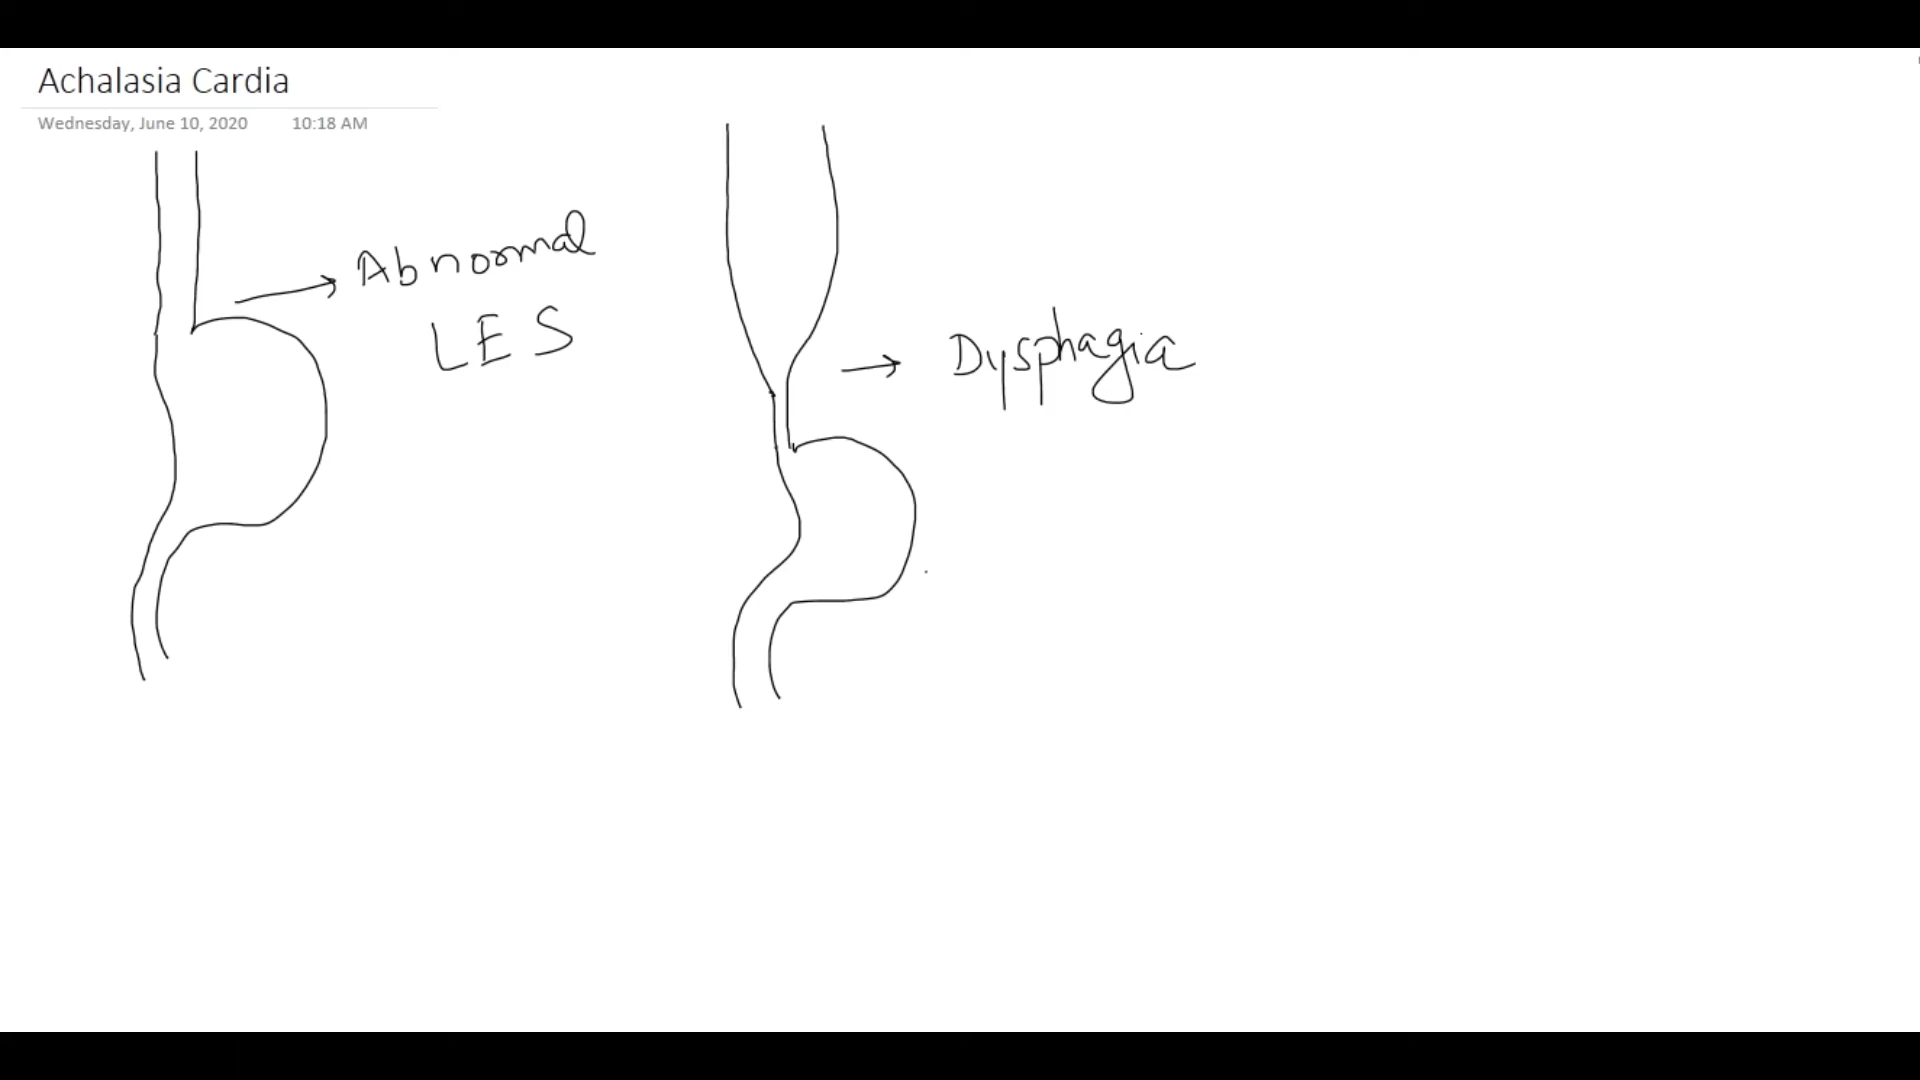 Achalasia Cardia
Wednesday, June 10, 2020 10:18 AM
Abnormal
LES
Dysphagia